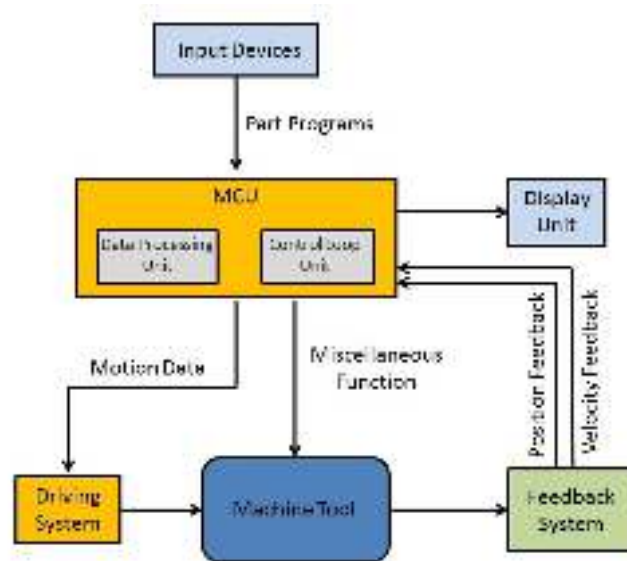 Input Devices
Part Programs
MCU
Data Processing
Unit
Control Loop
Unit
Display
Unit
Motion Data
Miscellaneous
Function
Position Feedback
Velocity Feedback
Driving
System
Machine Tool
Feedback
System